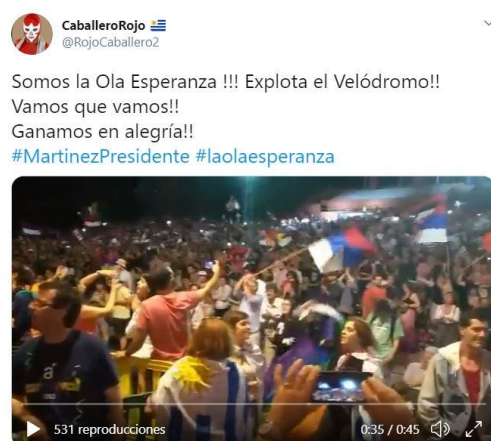 CaballeroRojo
@RojoCaballero2
Somos la Ola Esperanza !!! Explota el Velódromo!!
Vamos que vamos!!
Ganamos en alegría!!
#MartinezPresidente #laolaesperanza
531 reproducciones
0:35 / 0:45